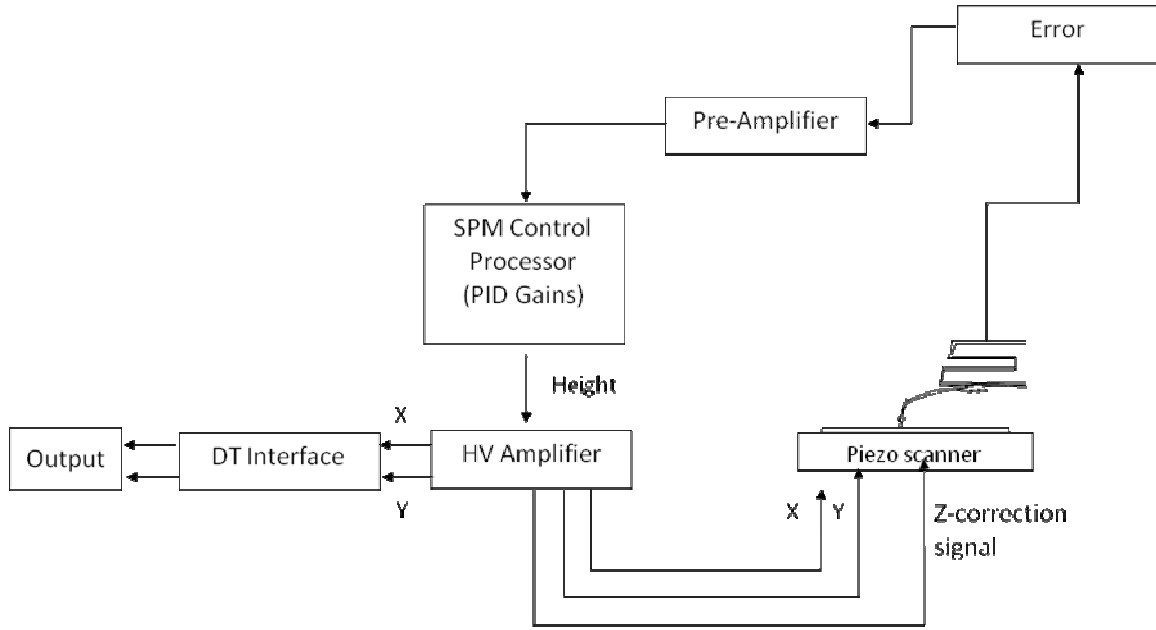 Error
Pre-Amplifier
SPM Control
Processor
(PID Gains)
Height
X
Output
DT Interface
HV Amplifier
Piezo scanner
Y
X Y
Z-correction
signal